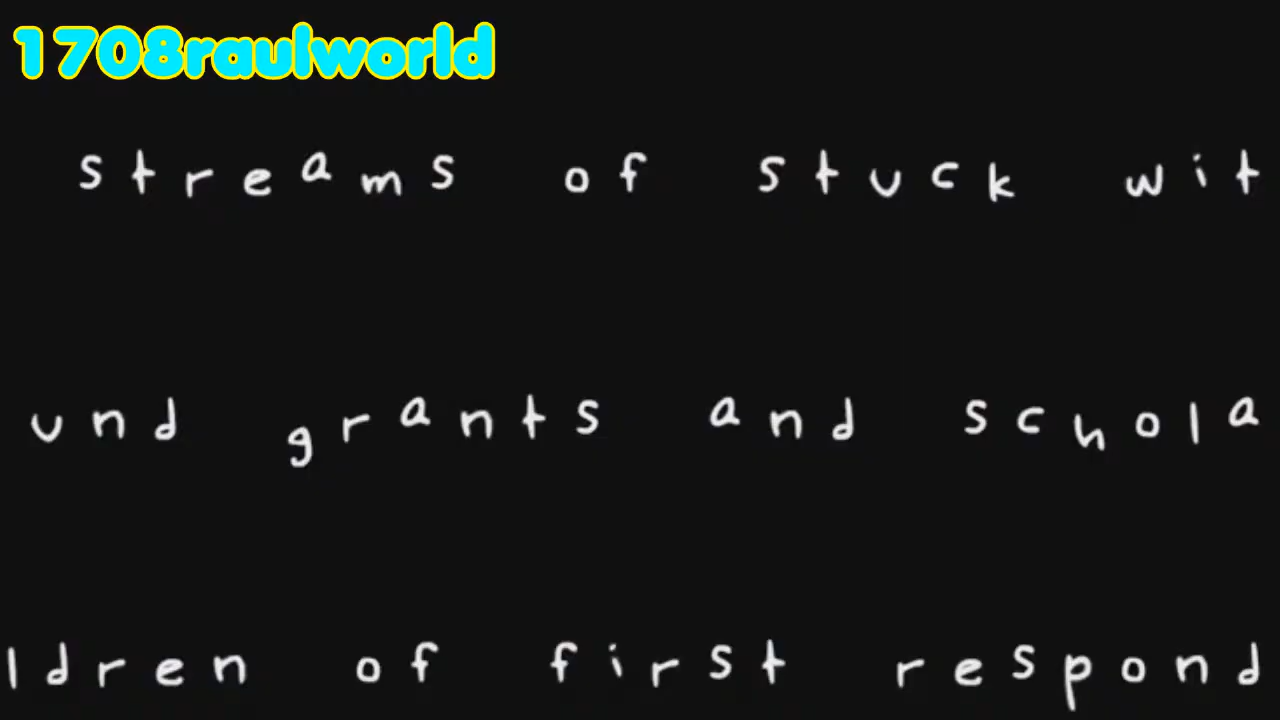 1708raulworld
streams of stuck wit
und grants and schola
ldren of first respond